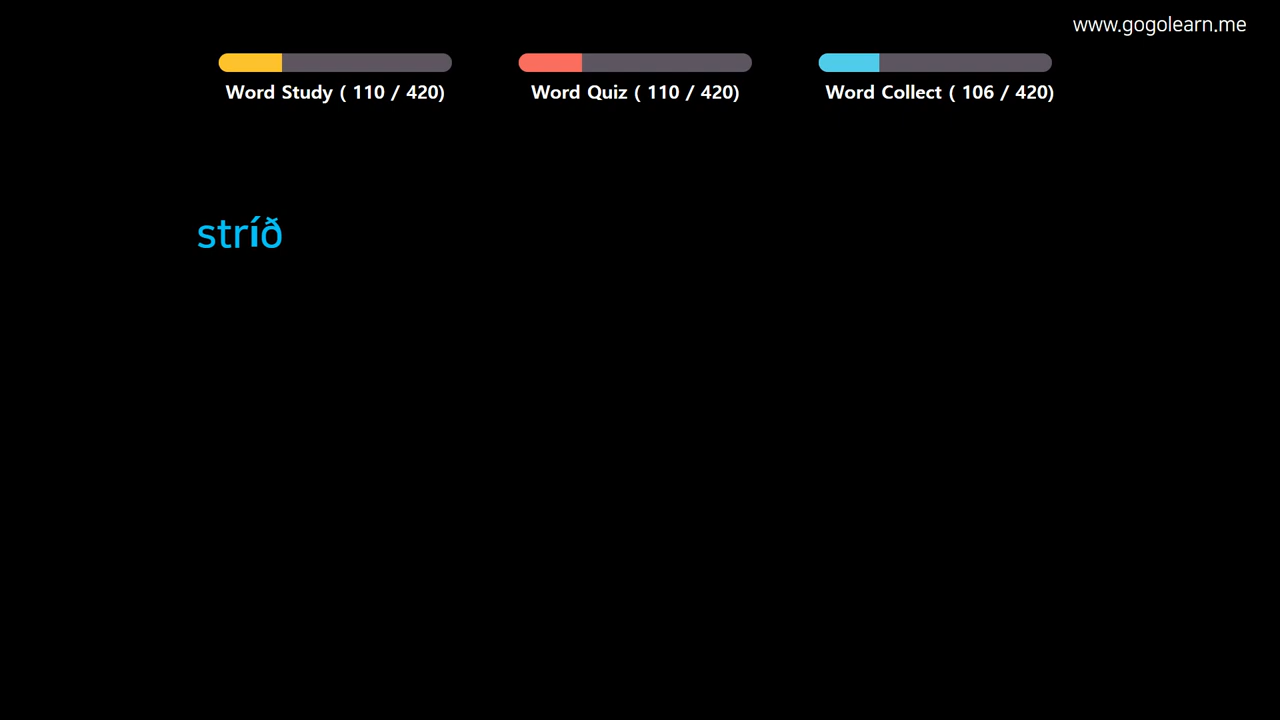 www.gogolearn.me
Word Study ( 110 / 420)
Word Quiz ( 110 / 420)
Word Collect ( 106 / 420)
stríð